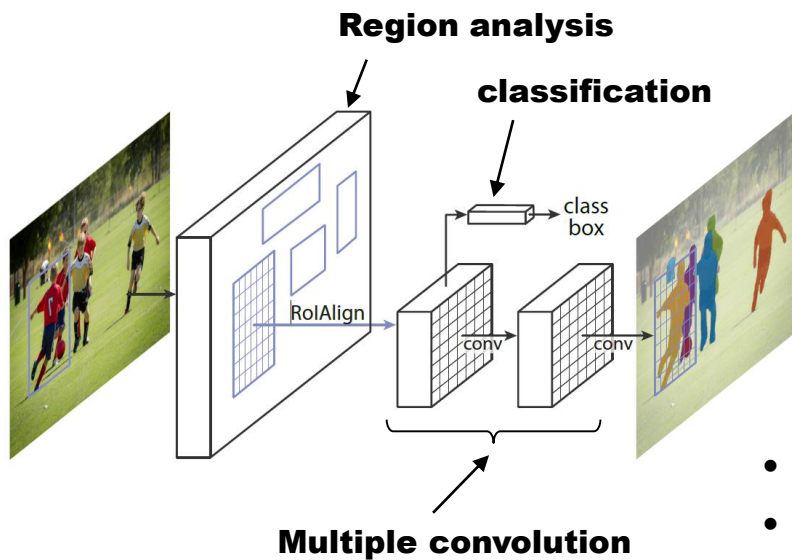 Region analysis
classification
class
box
RoIAlign
conv
conv
Multiple convolution
•
•